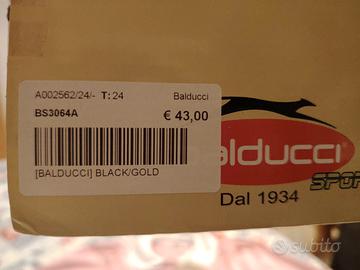 A002562/24/- T: 24 Balducci
BS3064A
€ 43,00
[BALDUCCI] BLACK/GOLD
alducci
SPOR
Dal 1934
subito